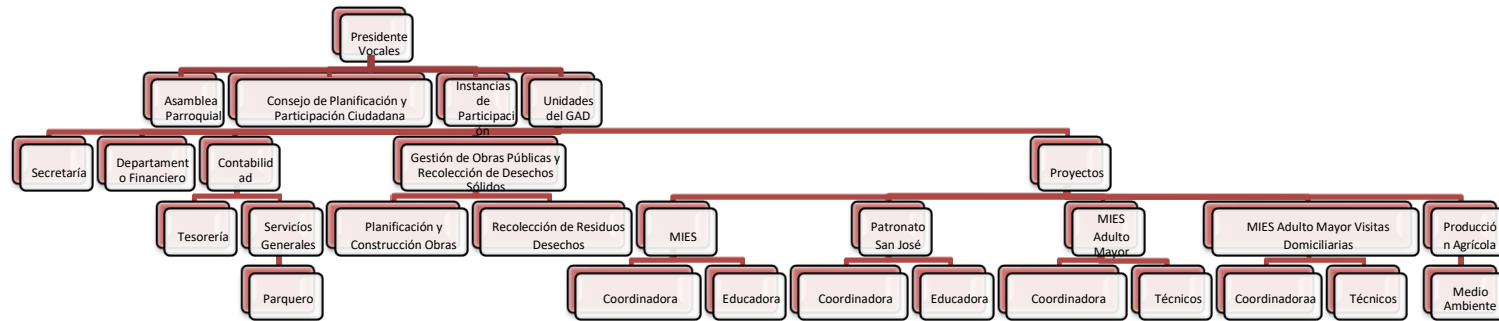 Presidente
Vocales
Asamblea
Parroquial
Consejo de Planificación y
Participación Ciudadana
Instancias
de
Participaci
ón
Unidades
del GAD
Secretaría
Departament
o Financiero
Contabilid
ad
Gestión de Obras Públicas y
Recolección de Desechos
Sólidos
Proyectos
Tesorería
Servicíos
Generales
Planificación y
Construcción Obras
Recolección de Residuos
Desechos
MIES
Patronato
San José
MIES
Adulto
Mayor
MIES Adulto Mayor Visitas
Domiciliarias
Producció
n Agrícola
Parquero
Coordinadora
Educadora
Coordinadora
Educadora
Coordinadora
Técnicos
Coordinadoraa
Técnicos
Medio
Ambiente